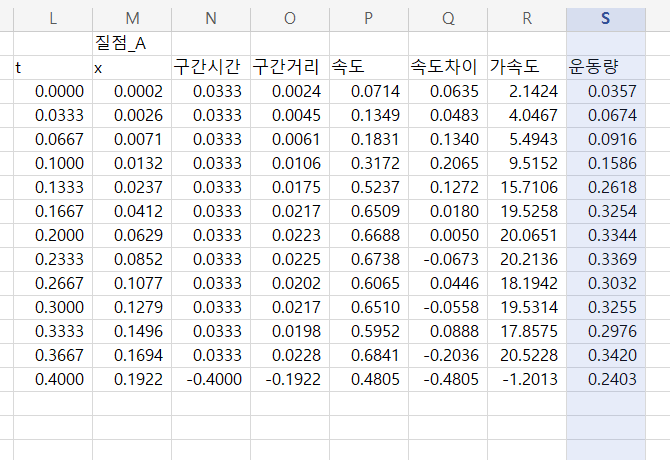 L M N O P Q R S
질점_A
t x 구간시간 구간거리 속도 속도차이 가속도 운동량
0.0000 0.0002 0.0333 0.0024 0.0714 0.0635 2.1424 0.0357
0.0333 0.0026 0.0333 0.0045 0.1349 0.0483 4.0467 0.0674
0.0667 0.0071 0.0333 0.0061 0.1831 0.1340 5.4943 0.0916
0.1000 0.0132 0.0333 0.0106 0.3172 0.2065 9.5152 0.1586
0.1333 0.0237 0.0333 0.0175 0.5237 0.1272 15.7106 0.2618
0.1667 0.0412 0.0333 0.0217 0.6509 0.0180 19.5258 0.3254
0.2000 0.0629 0.0333 0.0223 0.6688 0.0050 20.0651 0.3344
0.2333 0.0852 0.0333 0.0225 0.6738 -0.0673 20.2136 0.3369
0.2667 0.1077 0.0333 0.0202 0.6065 0.0446 18.1942 0.3032
0.3000 0.1279 0.0333 0.0217 0.6510 -0.0558 19.5314 0.3255
0.3333 0.1496 0.0333 0.0198 0.5952 0.0888 17.8575 0.2976
0.3667 0.1694 0.0333 0.0228 0.6841 -0.2036 20.5228 0.3420
0.4000 0.1922 -0.4000 -0.1922 0.4805 -0.4805 -1.2013 0.2403